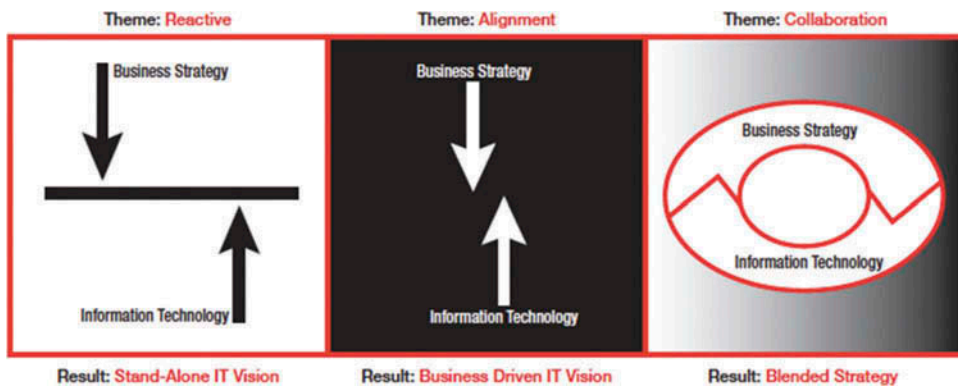 Theme: Reactive
Business Strategy
Information Technology
Result: Stand-Alone IT Vision
Theme: Alignment
Business Strategy
Information Technology
Result: Business Driven IT Vision
Theme: Collaboration
Business Strategy
Information Technology
Result: Blended Strategy